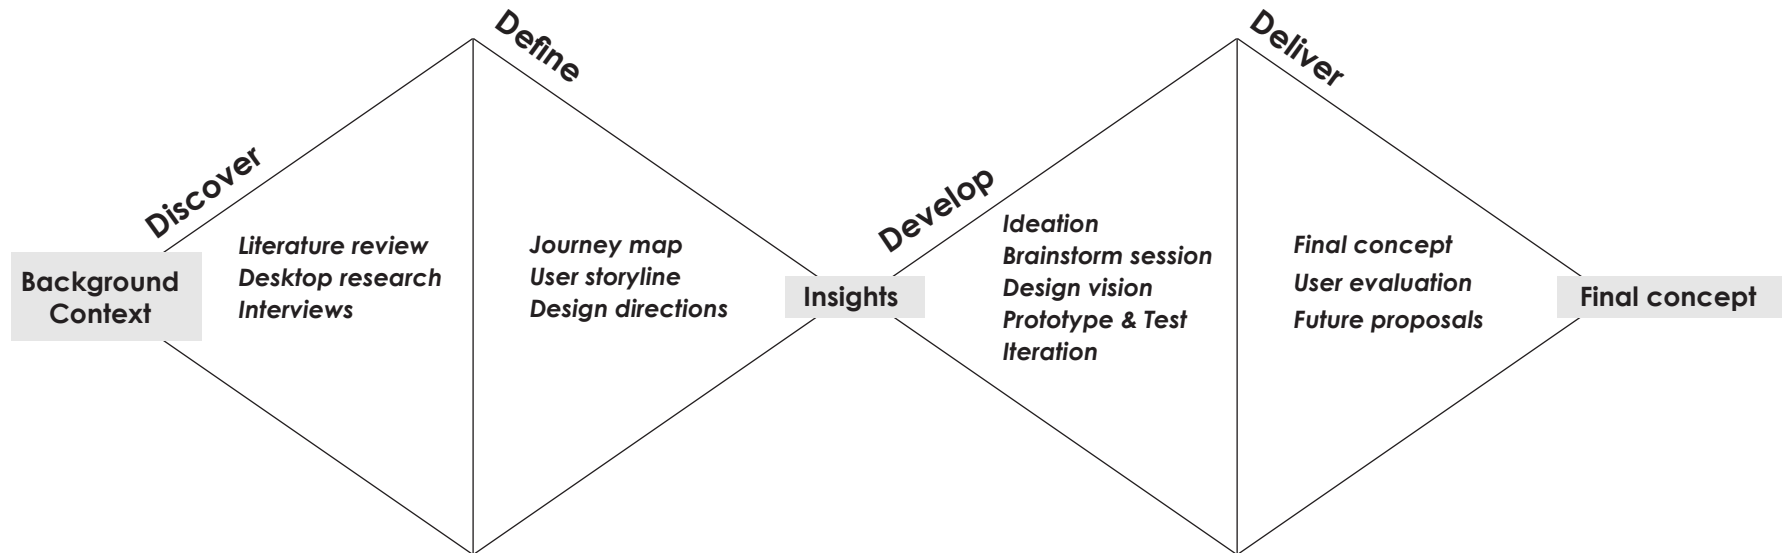 Discover
Define
Develop
Deliver
Background
Context
Literature review
Desktop research
Interviews
Journey map
User storyline
Design directions
Insights
Ideation
Brainstorm session
Design vision
Prototype & Test
Iteration
Final concept
User evaluation
Future proposals
Final concept